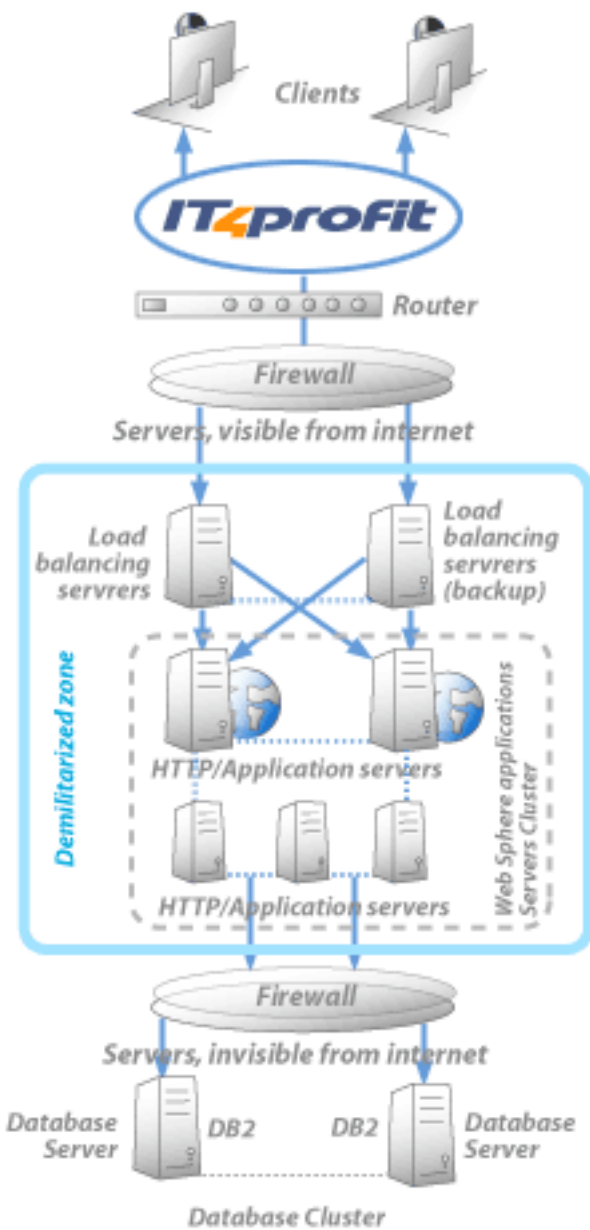 Clients
IT4profit
Router
Firewall
Servers, visible from internet
Load
balancing
servrers
Load
balancing
servrers
(backup)
Demilitarized zone
HTTP/Application servers
HTTP/Application servers
Web Sphere applications
Servers Cluster
Firewall
Servers, invisible from internet
Database
Server
DB2
DB2
Database
Server
Database Cluster